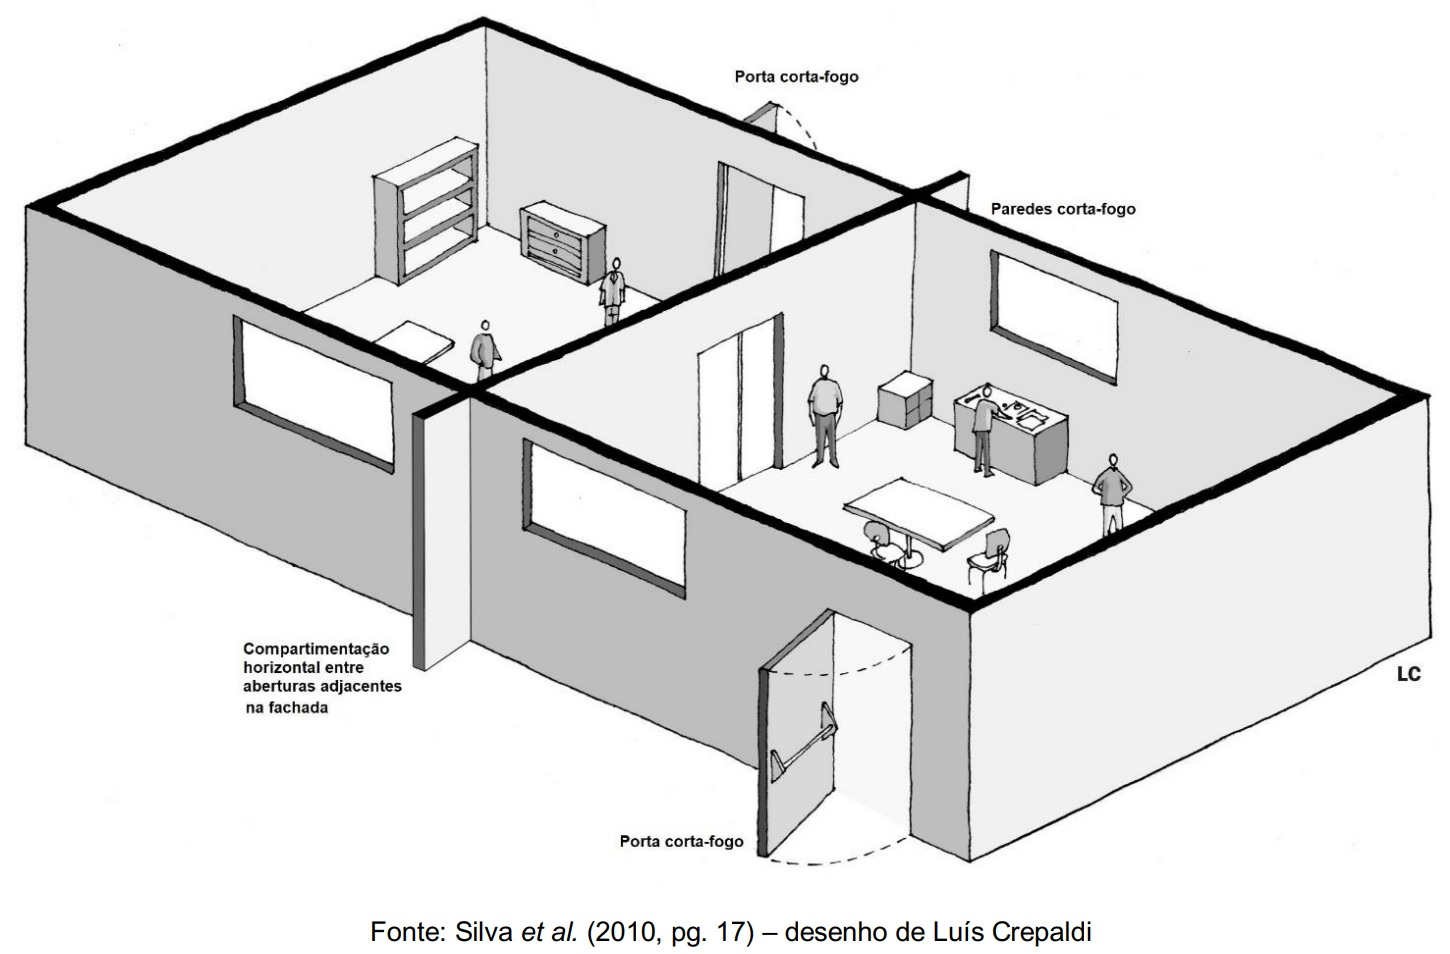 Porta corta-fogo
Paredes corta-fogo
Compartimentação
horizontal entre
aberturas adjacentes
na fachada
LC
Porta corta-fogo
Fonte: Silva et al. (2010, pg. 17) – desenho de Luís Crepaldi